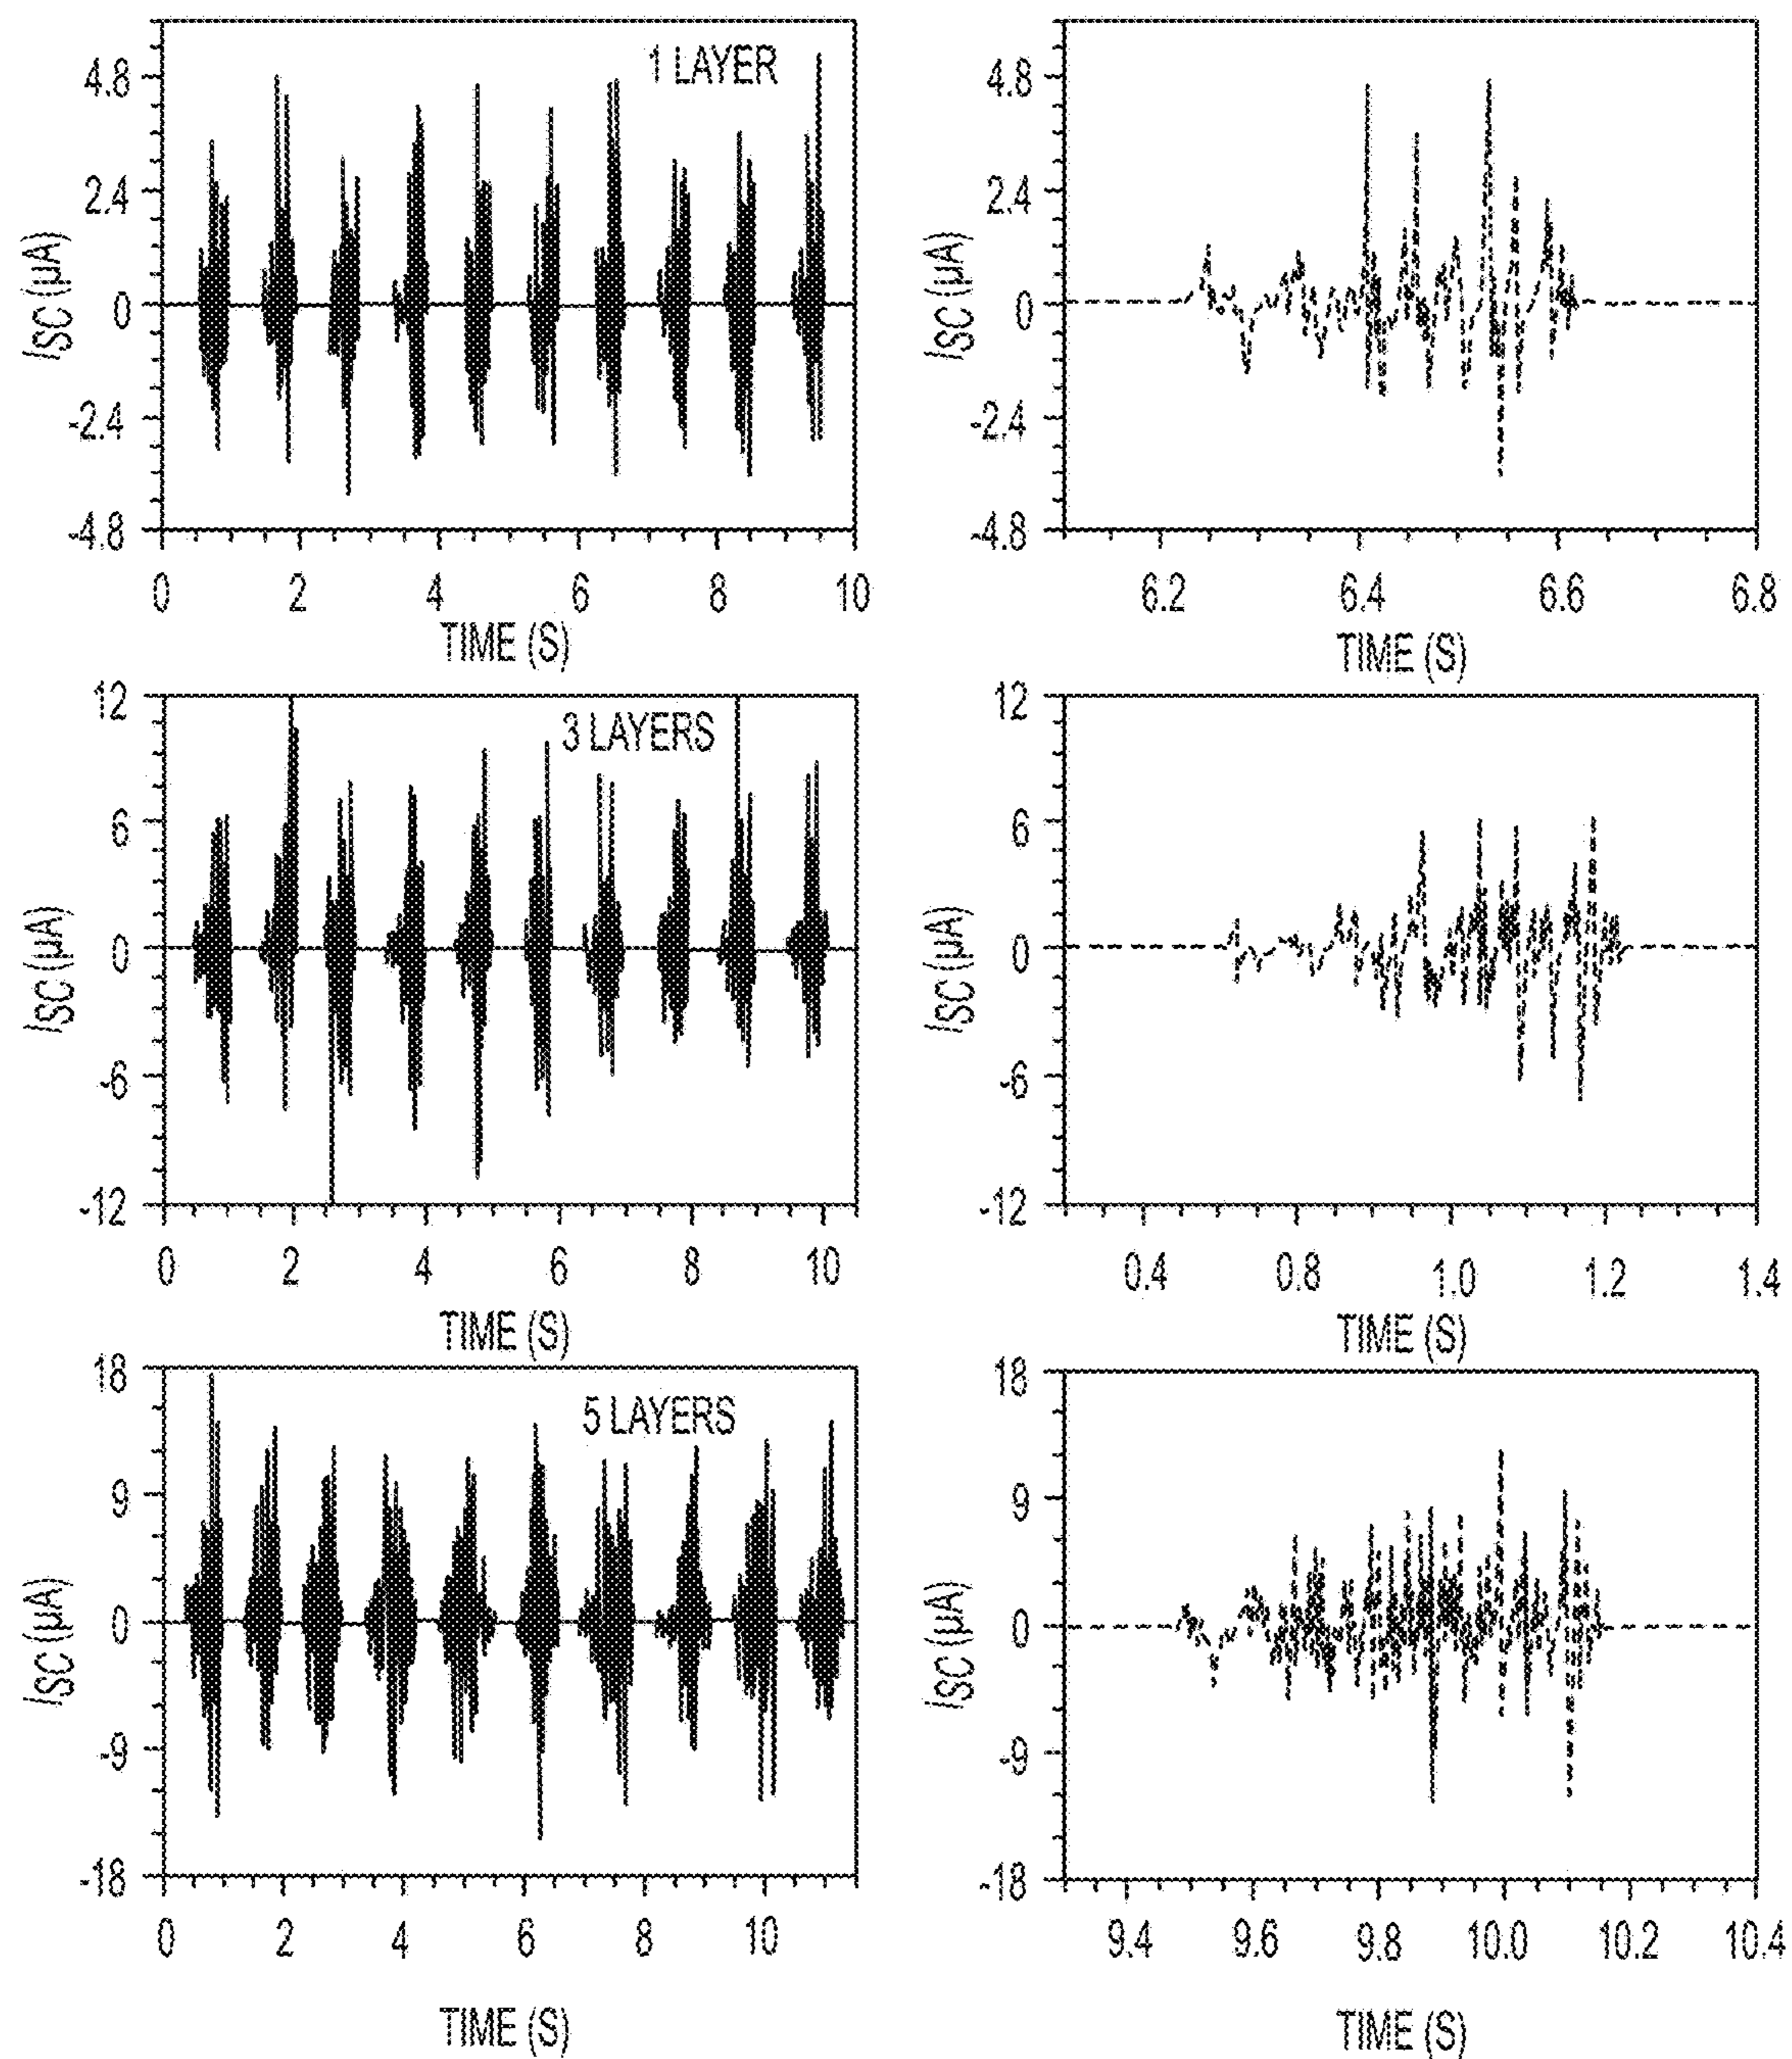 1 LAYER
4.8
2.4
0
-2.4
-4.8
ISC (μA)
0 2 4 6 8 10
TIME (S)
4.8
2.4
0
-2.4
-4.8
ISC (μA)
6.2 6.4 6.6 6.8
TIME (S)
3 LAYERS
12
6
0
-6
-12
ISC (μA)
0 2 4 6 8 10
TIME (S)
12
6
0
-6
-12
ISC (μA)
0.4 0.8 1.0 1.2 1.4
TIME (S)
5 LAYERS
18
9
0
-9
-18
ISC (μA)
0 2 4 6 8 10
TIME (S)
18
9
0
-9
-18
ISC (μA)
9.4 9.6 9.8 10.0 10.2 10.4
TIME (S)